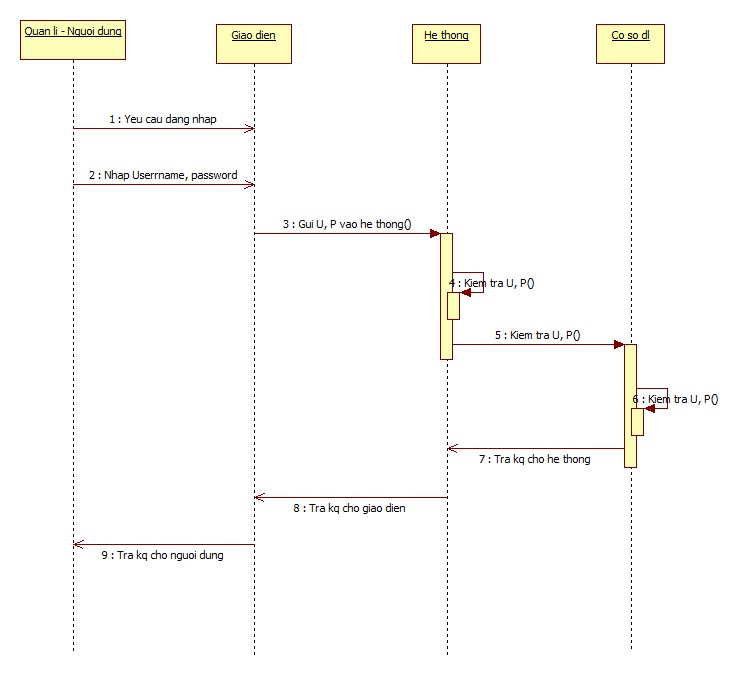 Quan li - Nguoi dung
Giao dien
He thong
Co so dl
1 : Yeu cau dang nhap
2 : Nhap Userrname, password
3 : Gui U, P vao he thong()
4 : Kiem tra U, P()
5 : Kiem tra U, P()
6 : Kiem tra U, P()
7 : Tra kq cho he thong
8 : Tra kq cho giao dien
9 : Tra kq cho nguoi dung